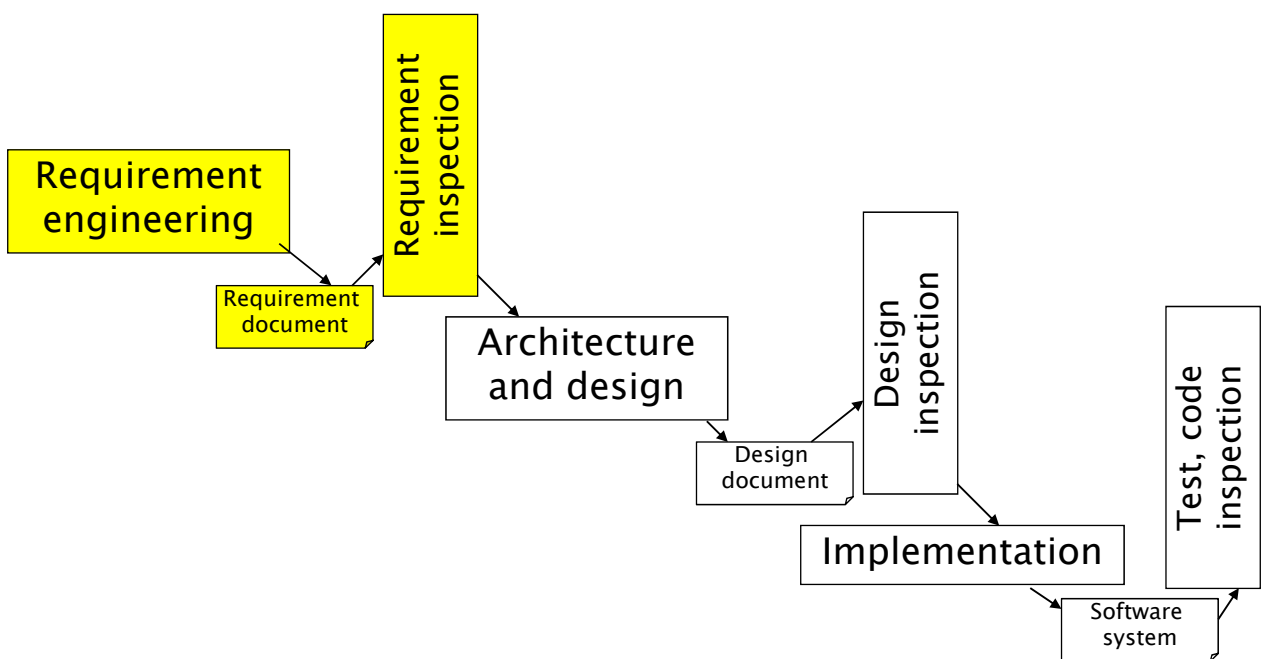 Requirement
engineering
Requirement
document
Requirement
inspection
Architecture
and design
Design
document
Design
inspection
Implementation
Software
system
Test, code
inspection